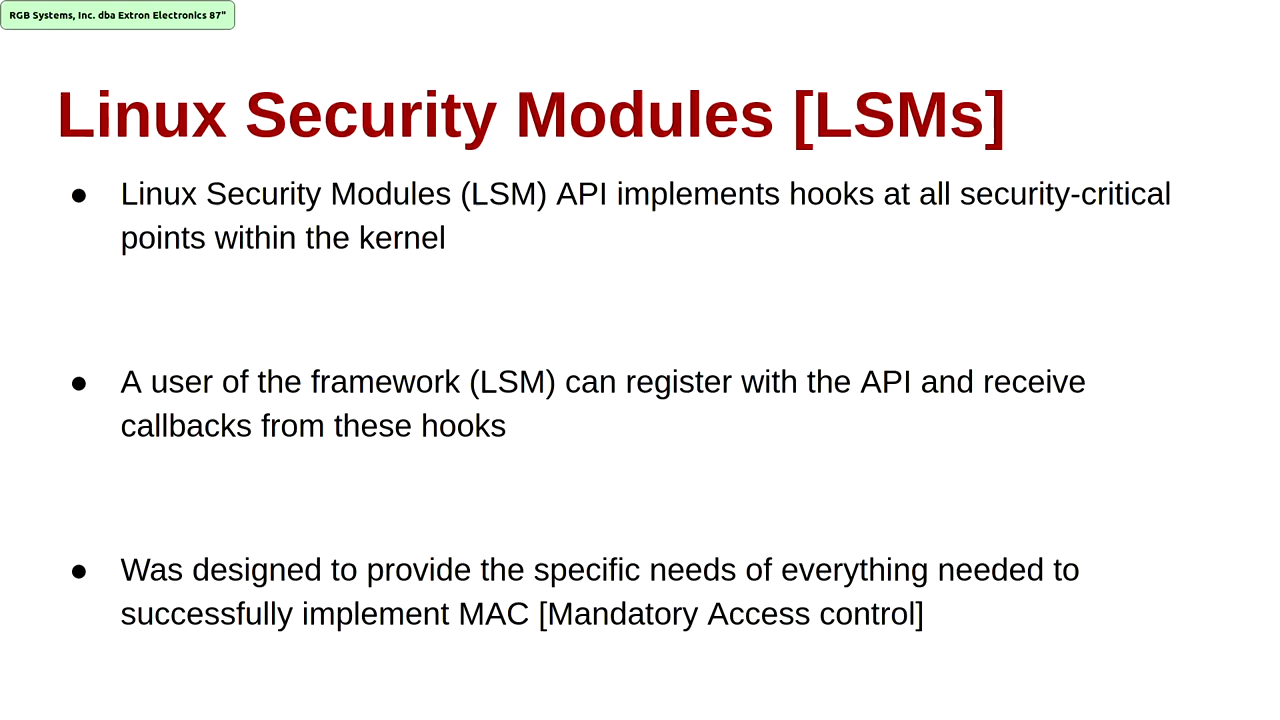 RGB Systems, Inc. dba Extron Electronics 87"
Linux Security Modules [LSMs]
● Linux Security Modules (LSM) API implements hooks at all security-critical
points within the kernel
● A user of the framework (LSM) can register with the API and receive
callbacks from these hooks
● Was designed to provide the specific needs of everything needed to
successfully implement MAC [Mandatory Access control]